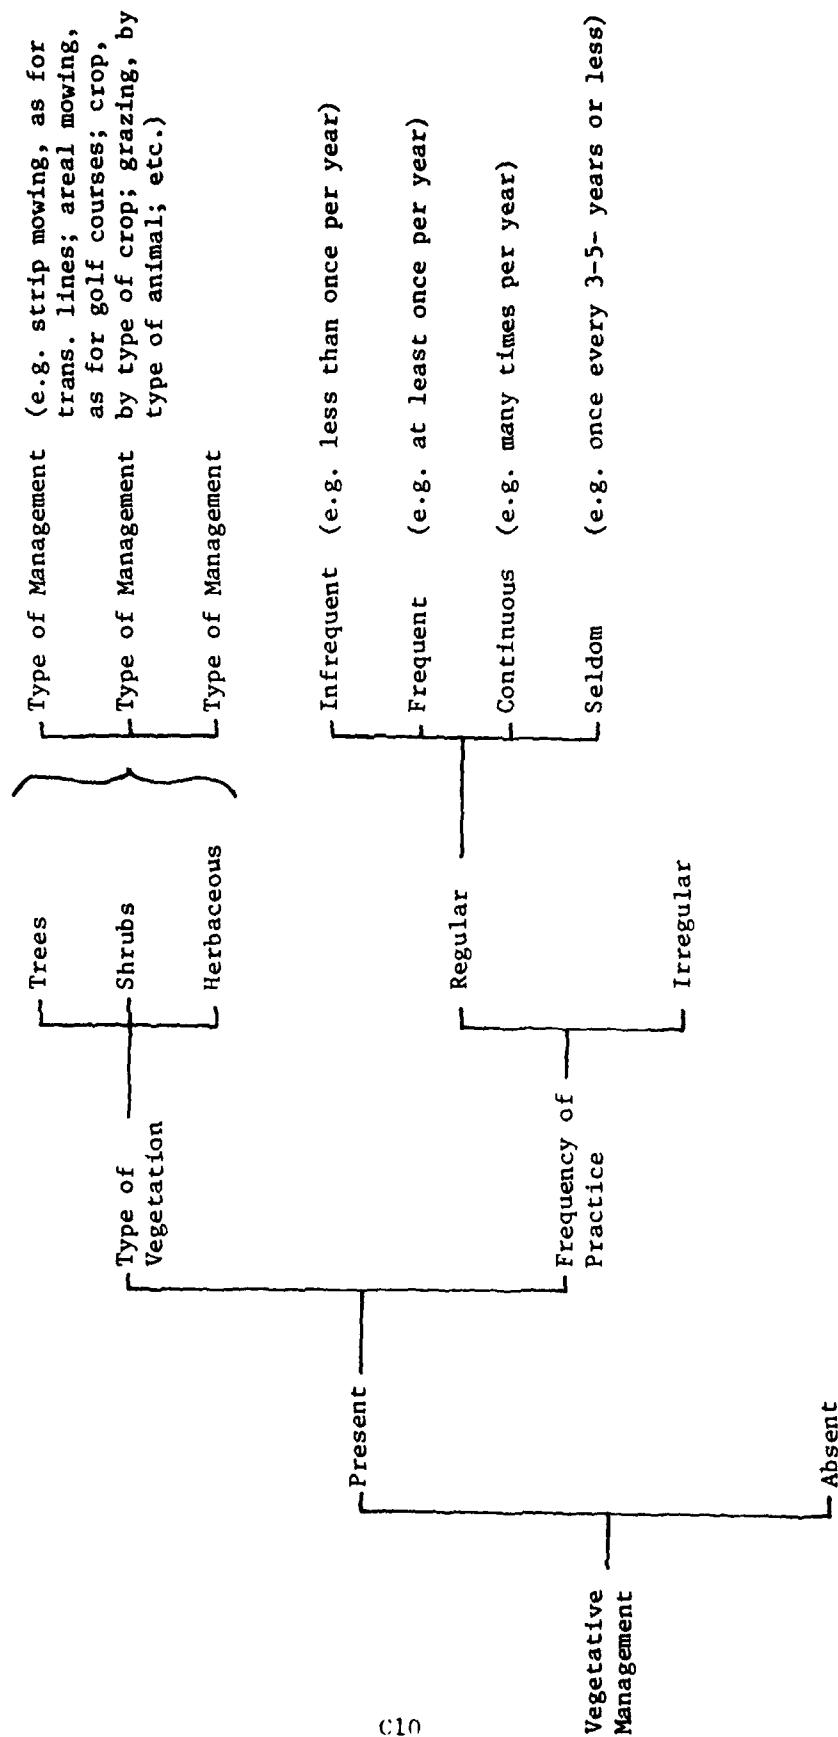 Vegetative
Management
Present
Absent
Type of
Vegetation
Frequency of
Practice
Trees
Shrubs
Herbaceous
Regular
Irregular
Type of Management (e.g. strip mowing, as for
trans. lines; areal mowing,
as for golf courses; crop,
Type of Management by type of crop; grazing, by
type of animal; etc.)
Type of Management
Infrequent (e.g. less than once per year)
Frequent (e.g. at least once per year)
Continuous (e.g. many times per year)
Seldom (e.g. once every 3-5- years or less)
C10